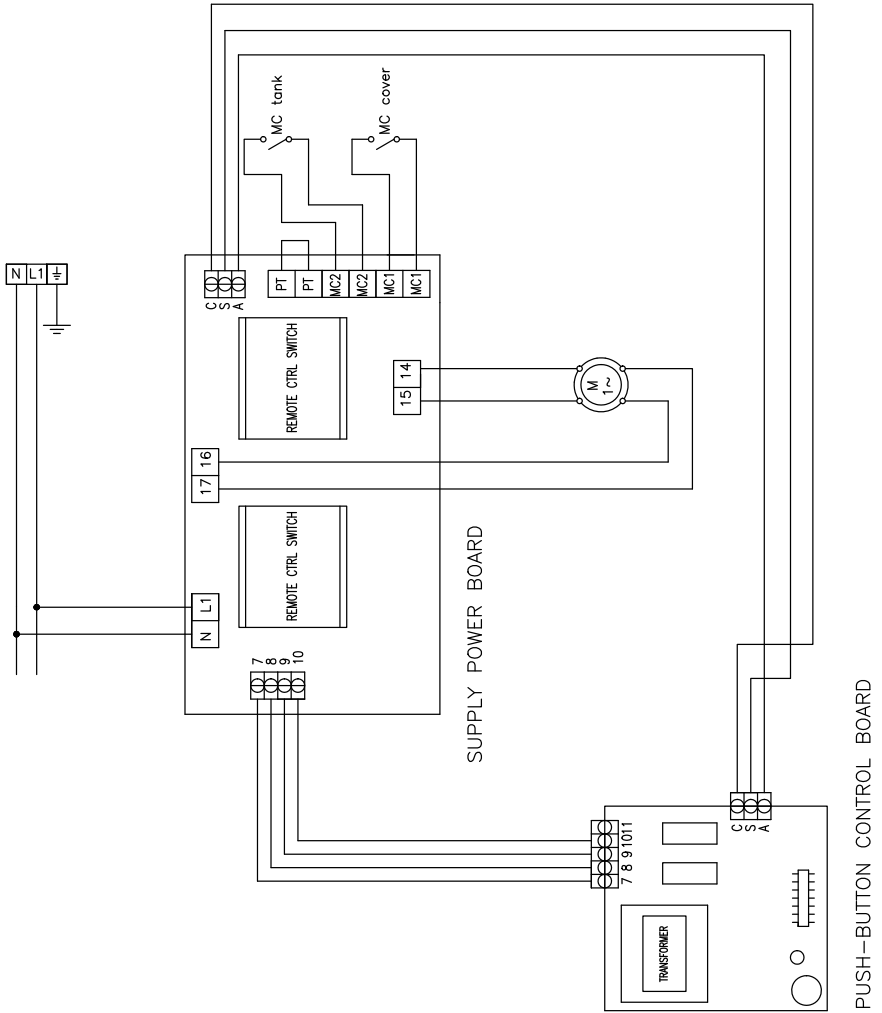 N L1
MC tank
MC cover
C
S
A
PT
PT
MC2
MC2
MC1
MC1
REMOTE CTRL SWITCH
15 14
M
1~
17 16
REMOTE CTRL SWITCH
N L1
7
8
9
10
SUPPLY POWER BOARD
C
S
A
7 8 9 10 11
TRANSFORMER
PUSH-BUTTON CONTROL BOARD